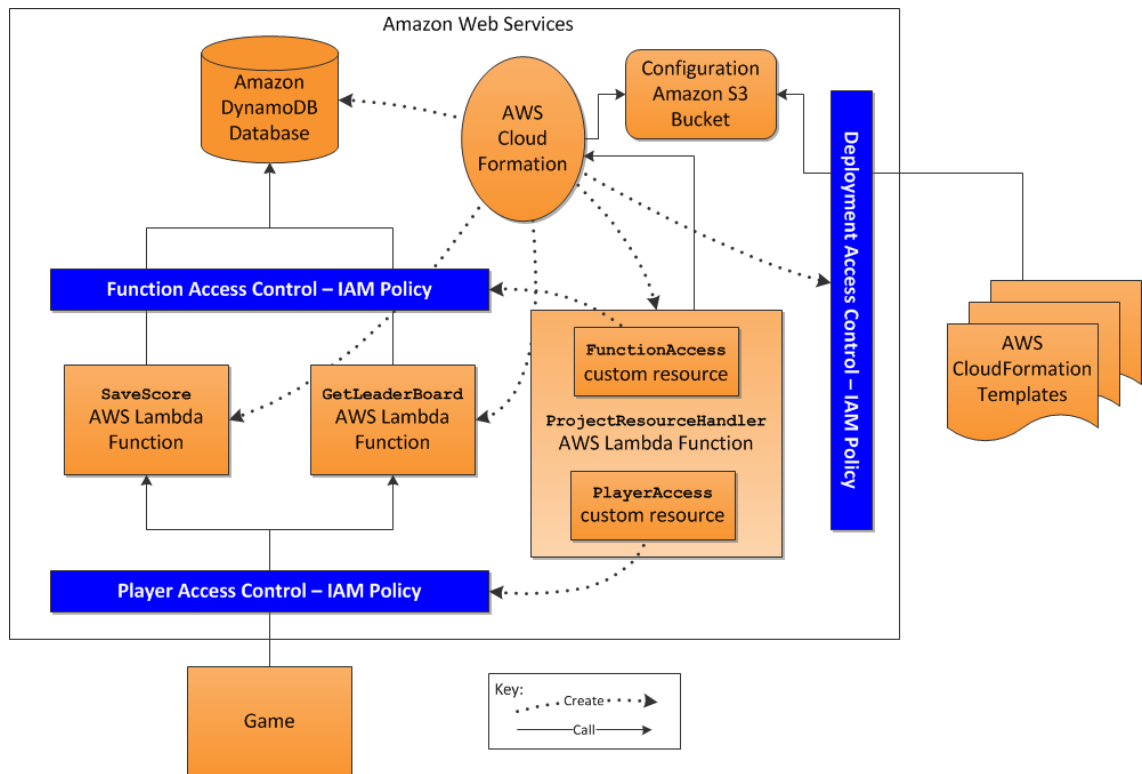 Amazon Web Services
Amazon
DynamoDB
Database
AWS
Cloud
Formation
Configuration
Amazon S3
Bucket
Deployment Access Control – IAM Policy
Function Access Control – IAM Policy
SaveScore
AWS Lambda
Function
GetLeaderBoard
AWS Lambda
Function
FunctionAccess
custom resource
ProjectResourceHandler
AWS Lambda Function
PlayerAccess
custom resource
AWS
CloudFormation
Templates
Player Access Control – IAM Policy
Game
Key:
Create
Call